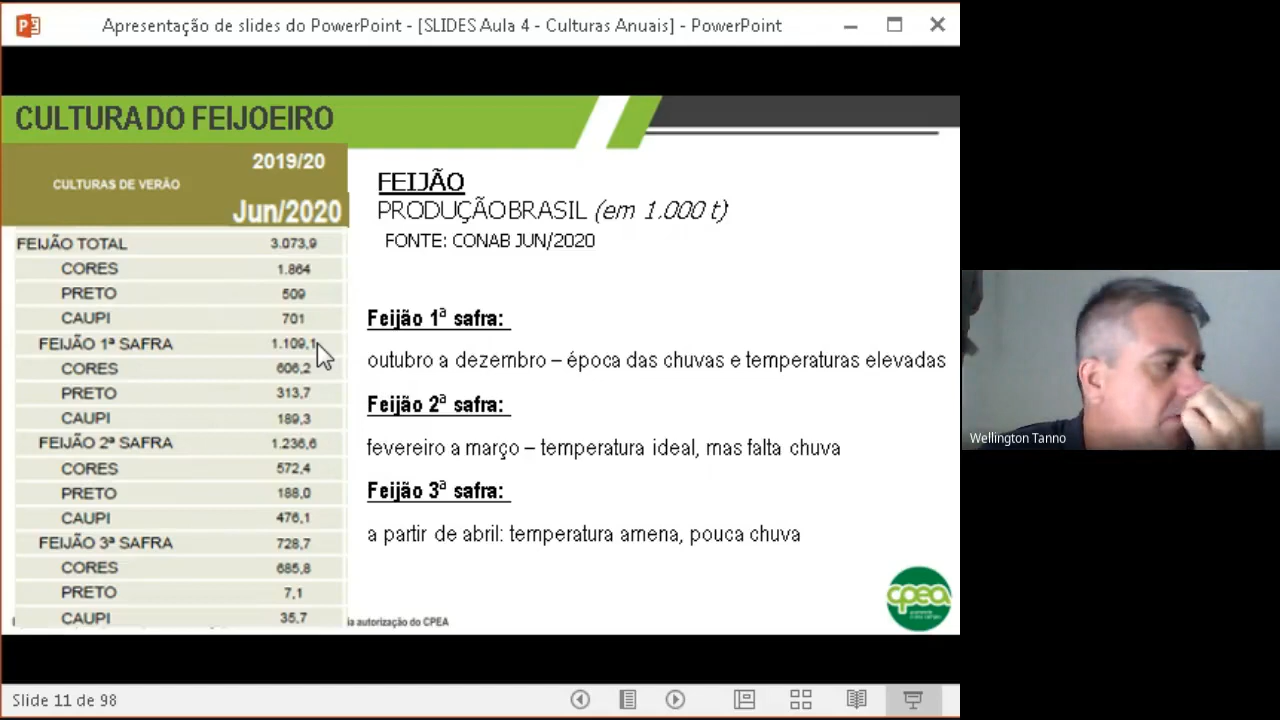 Apresentação de slides do PowerPoint - [SLIDES Aula 4 - Culturas Anuais] - PowerPoint
CULTURA DO FEIJOEIRO
CULTURAS DE VERÃO
2019/20
Jun/2020
FEIJÃO TOTAL 3.073,9
CORES 1.864
PRETO 509
CAUPI 701
FEIJÃO 1ª SAFRA 1.109,1
CORES 606,2
PRETO 313,7
CAUPI 189,3
FEIJÃO 2ª SAFRA 1.236,6
CORES 572,4
PRETO 188,0
CAUPI 476,1
FEIJÃO 3ª SAFRA 728,7
CORES 685,8
PRETO 7,1
CAUPI 35,7
FEIJÃO
PRODUÇÃO BRASIL (em 1.000 t)
FONTE: CONAB JUN/2020
Feijão 1ª safra:
outubro a dezembro – época das chuvas e temperaturas elevadas
Feijão 2ª safra:
fevereiro a março – temperatura ideal, mas falta chuva
Feijão 3ª safra:
a partir de abril: temperatura amena, pouca chuva
autorização do CPEA
cpea
Slide 11 de 98
Wellington Tanno